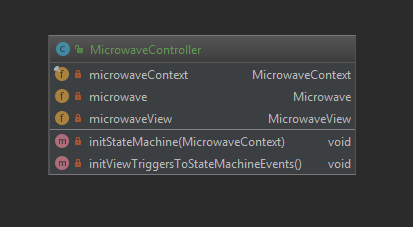 C MicrowaveController
f microwaveContext MicrowaveContext
f microwave Microwave
f microwaveView MicrowaveView
m initStateMachine(MicrowaveContext) void
m initViewTriggersToStateMachineEvents() void